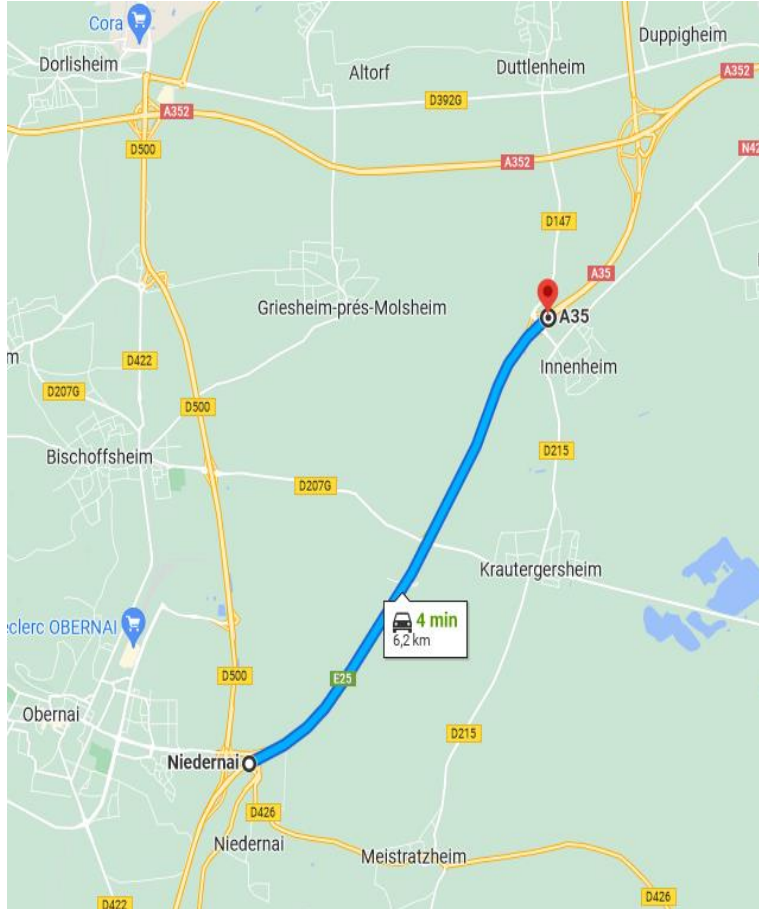 Cora
Duppigheim
Dorlisheim
Altorf
Duttlenheim
A352
D392G
A352
D500
N42
A352
D147
A35
Griesheim-prés-Molsheim
A35
m
D422
Innenheim
D207G
D500
D215
Bischoffsheim
D207G
Krautergersheim
4 min
6,2 km
eclerc OBERNAI
E25
D500
Obernai
D215
Niedernai
D426
Niedernai
Meistratzheim
D422
D426